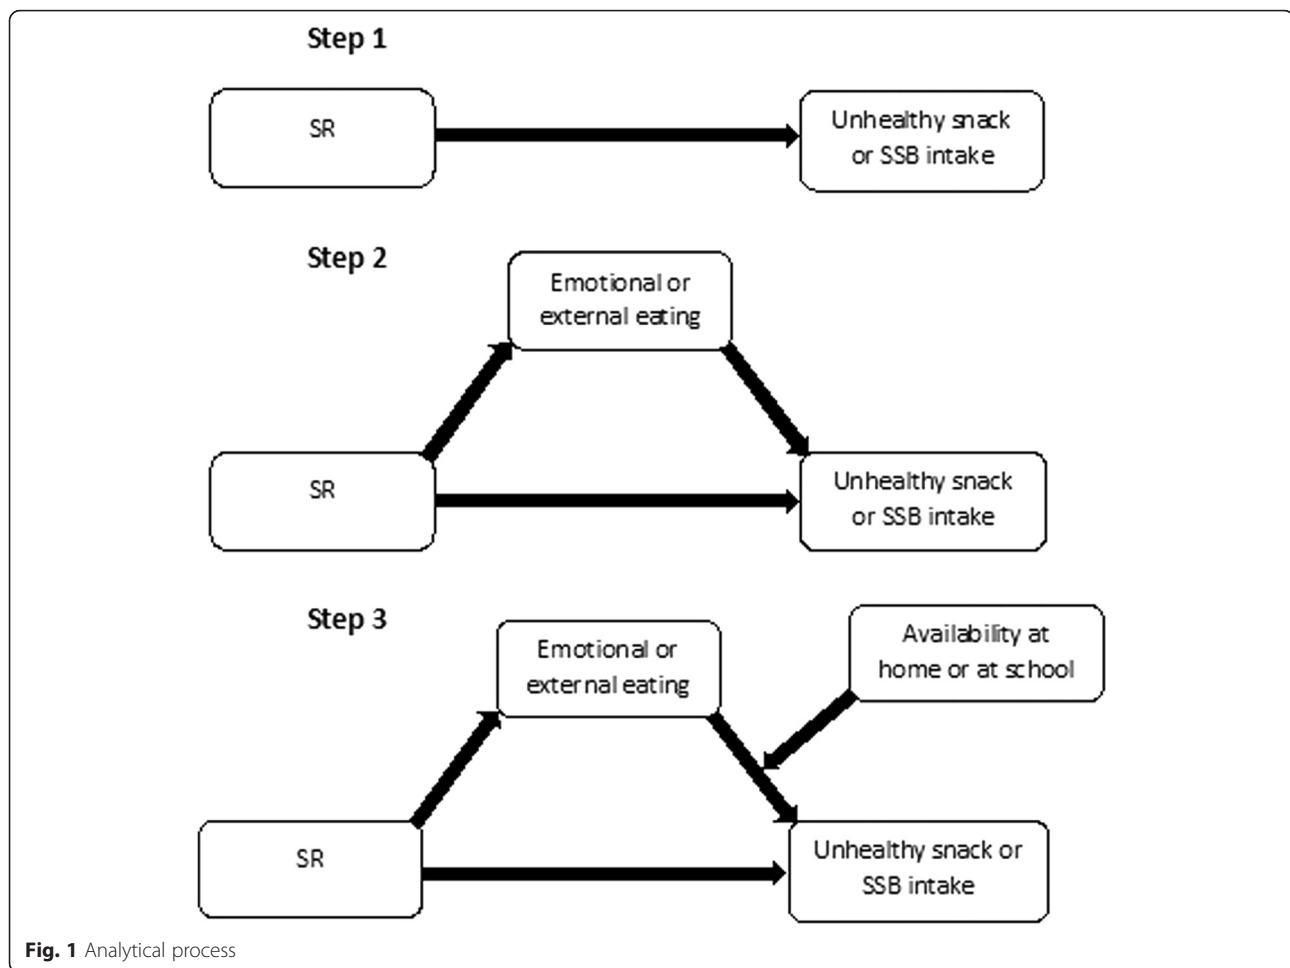 Step 1
SR
Unhealthy snack
or SSB intake
Step 2
Emotional or
external eating
SR
Unhealthy snack
or SSB intake
Step 3
Emotional or
external eating
Availability at
home or at school
SR
Unhealthy snack or
SSB intake
Fig. 1 Analytical process